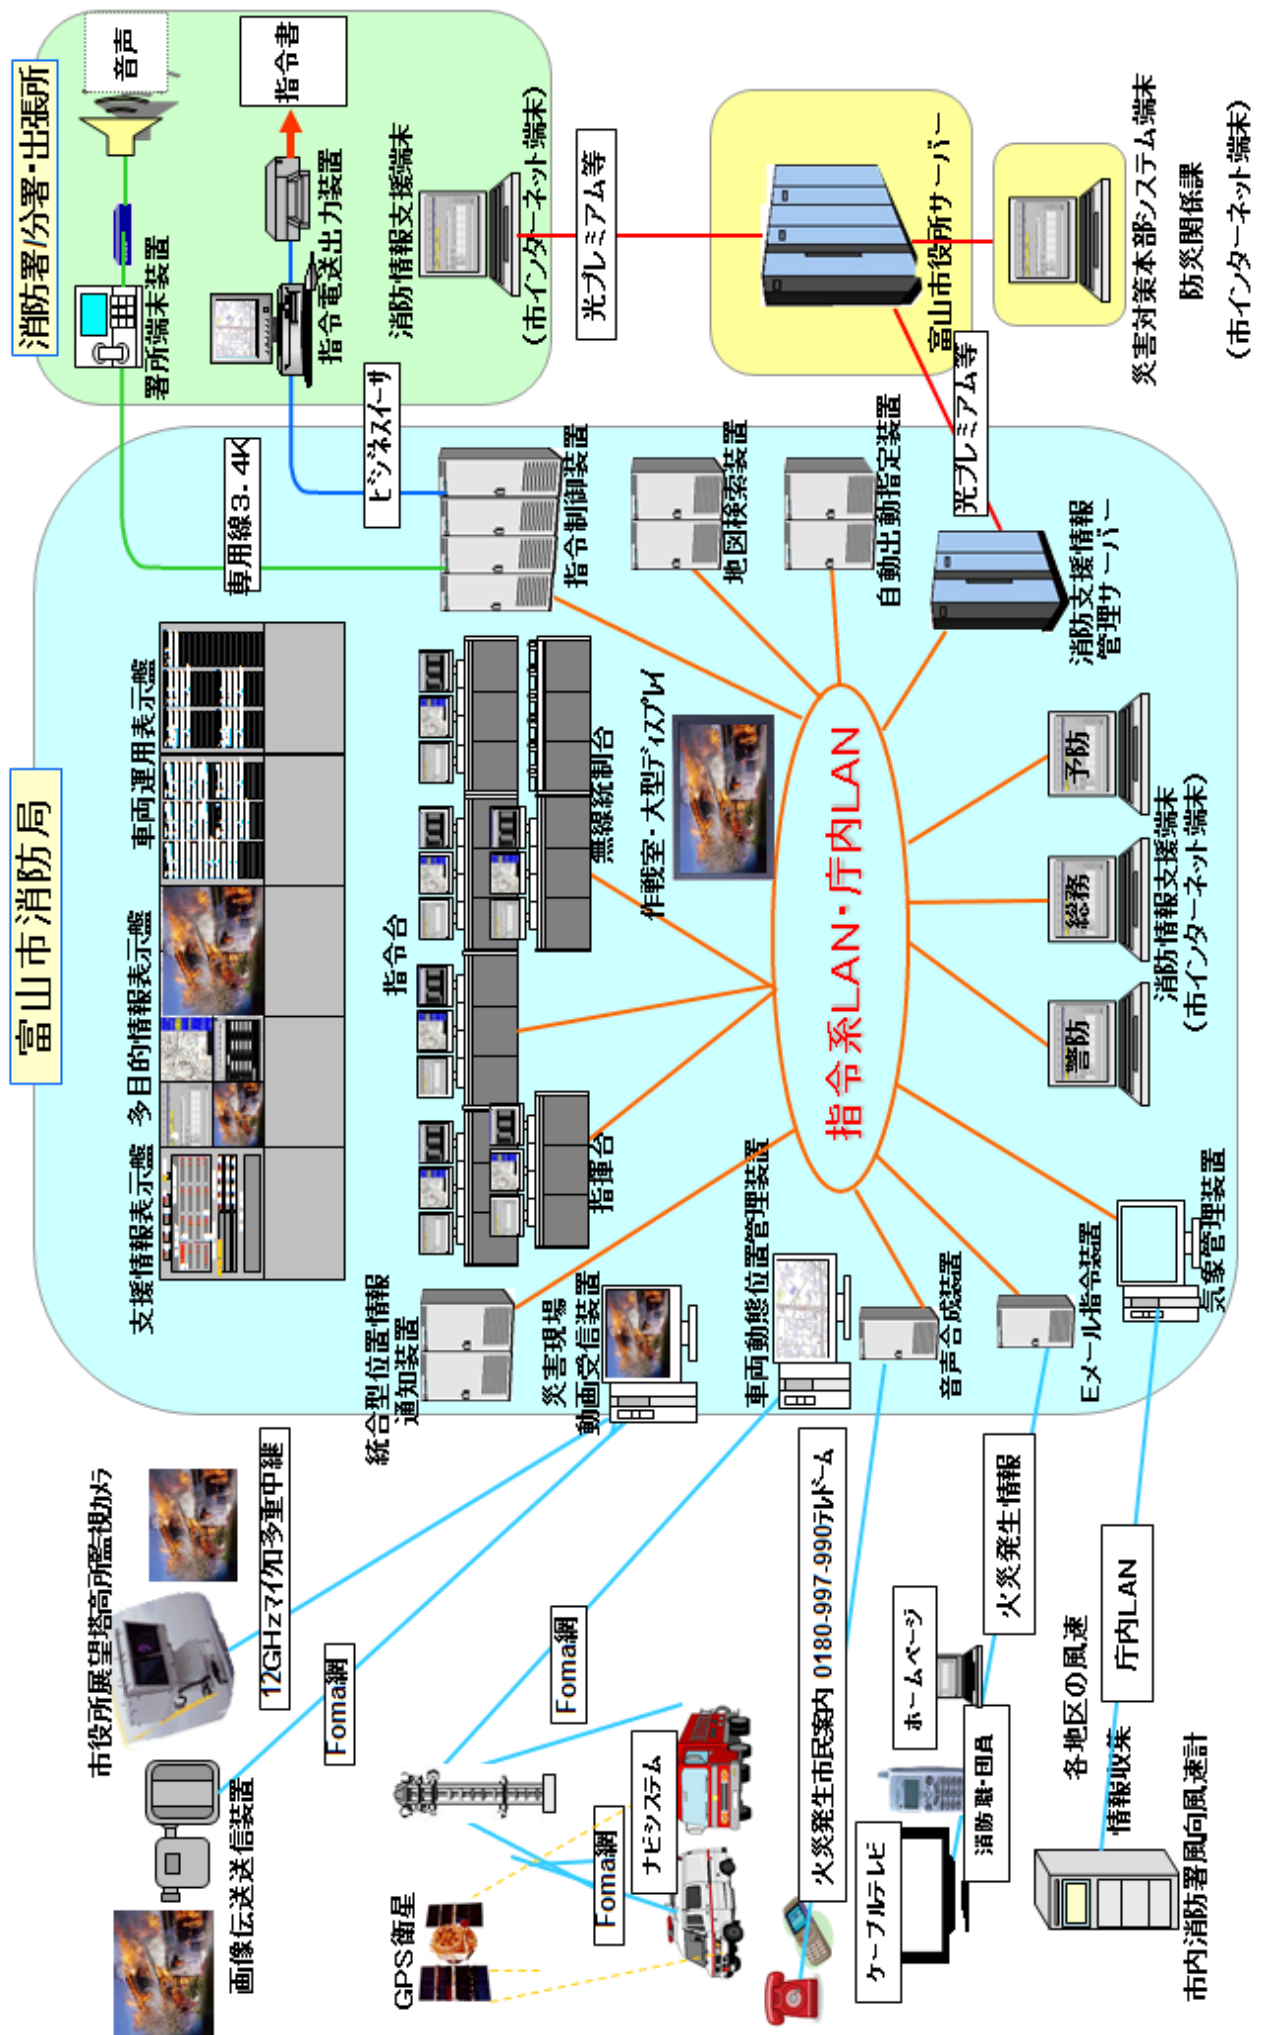 富山市消防局
消防署/分署・出張所
支援情報表示盤
多目的情報表示盤
車両運用表示盤
専用線3.4K
署所端末装置
音声
指令台
ビジネスイーサ
指令電送出力装置
指令書
市役所展望塔高所監視カメラ
12GHzマイクロ多重中継
画像伝送送信装置
Foma網
統合型位置情報
通知装置
災害現場
動画受信装置
指揮台
無線統制台
指令制御装置
消防情報支援端末
(市インターネット端末)
光プレミアム等
作戦室・大型ディスプレイ
地図検索装置
GPS衛星
Foma網
Foma網
ナビシステム
車両動態位置管理装置
指令系LAN・庁内LAN
自動出動指定装置
富山市役所サーバー
光プレミアム等
火災発生市民案内 0180-997-990テレドーム
音声合成装置
ケーブルテレビ
ホームページ
消防職・団員
火災発生情報
Eメール指令装置
警防
総務
予防
消防情報支援端末
(市インターネット端末)
消防支援情報
管理サーバー
災害対策本部システム端末
防災関係課
(市インターネット端末)
各地区の風速
情報収集
庁内LAN
気象管理装置
市内消防署風向風速計